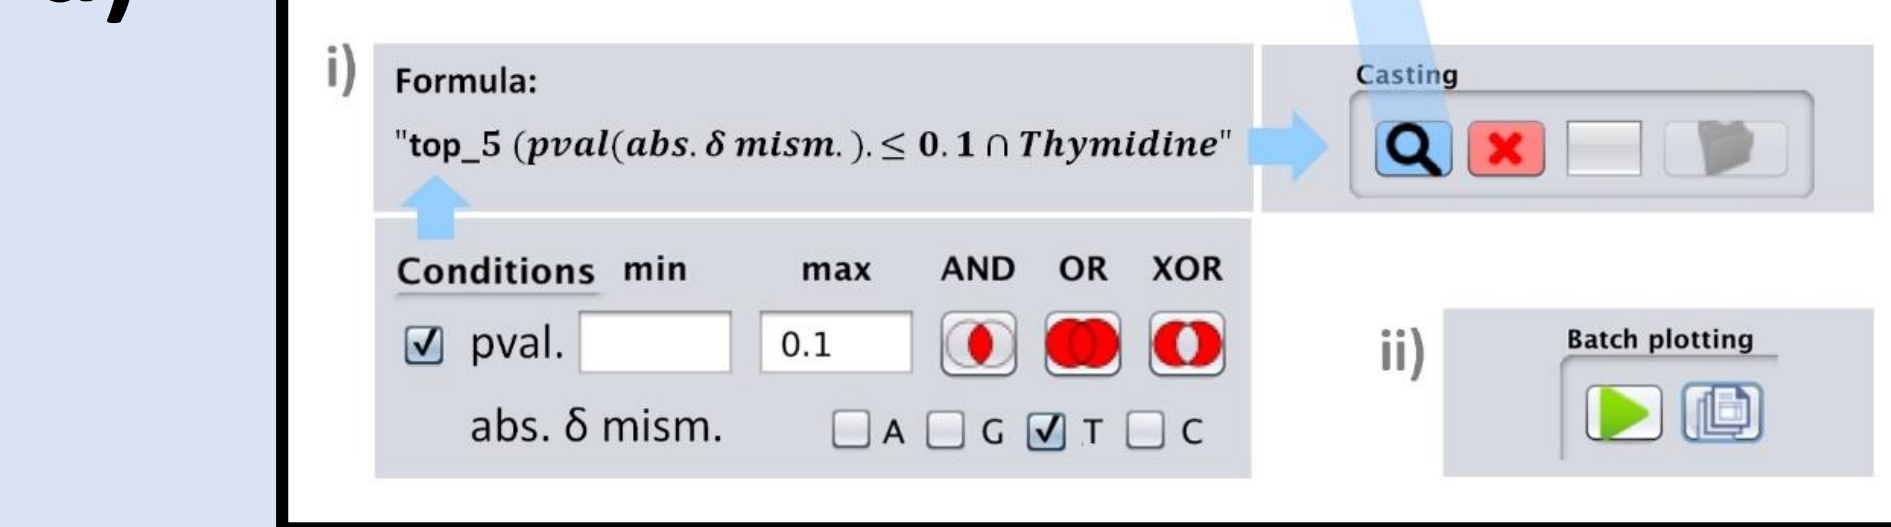 i)
Formula:
"top_5 (pval(abs. δ mism. ). ≤ 0. 1 ∩ Thymidine"
Casting
Conditions min max AND OR XOR
pval. 0.1
abs. δ mism. A G T C
ii)
Batch plotting